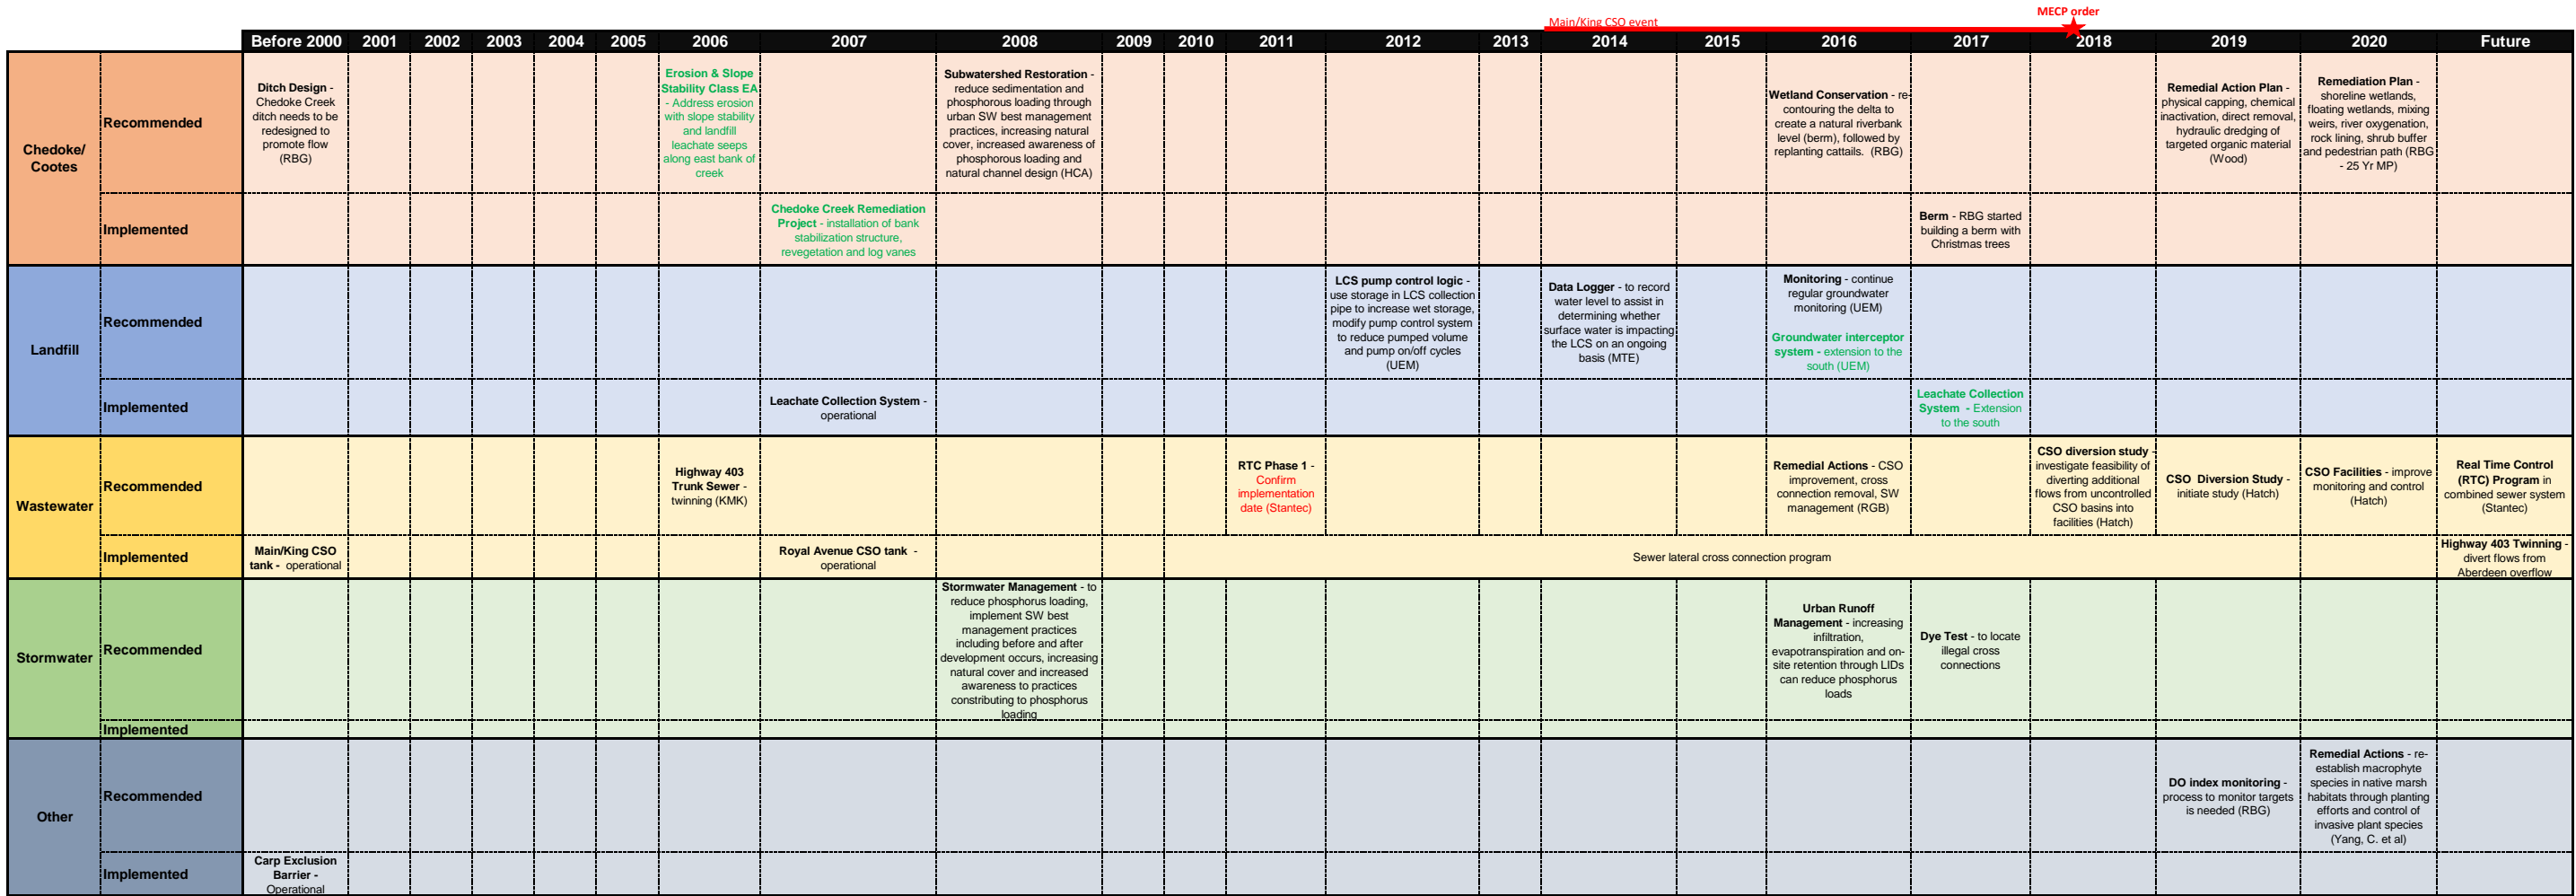 Main/King CSO event
MECP order
Before 2000 2001 2002 2003 2004 2005 2006 2007 2008 2009 2010 2011 2012 2013 2014 2015 2016 2017 2018 2019 2020 Future
Chedoke/
Cootes
Recommended
Ditch Design -
Chedoke Creek
ditch needs to be
redesigned to
promote flow
(RBG)
Erosion & Slope
Stability Class EA
- Address erosion
with slope stability
and landfill
leachate seeps
along east bank of
creek
Subwatershed Restoration -
reduce sedimentation and
phosphorous loading through
urban SW best management
practices, increasing natural
cover, increased awareness of
phosphorous loading and
natural channel design (HCA)
Wetland Conservation - re-
contouring the delta to
create a natural riverbank
level (berm), followed by
replanting cattails. (RBG)
Remedial Action Plan -
physical capping, chemical
inactivation, direct removal,
hydraulic dredging of
targeted organic material
(Wood)
Remediation Plan -
shoreline wetlands,
floating wetlands, mixing
weirs, river oxygenation,
rock lining, shrub buffer
and pedestrian path (RBG
- 25 Yr MP)
Implemented
Chedoke Creek Remediation
Project - installation of bank
stabilization structure,
revegetation and log vanes
Berm - RBG started
building a berm with
Christmas trees
Landfill
Recommended
LCS pump control logic -
use storage in LCS collection
pipe to increase wet storage,
modify pump control system
to reduce pumped volume
and pump on/off cycles
(UEM)
Data Logger - to record
water level to assist in
determining whether
surface water is impacting
the LCS on an ongoing
basis (MTE)
Monitoring - continue
regular groundwater
monitoring (UEM)
Groundwater interceptor
system - extension to the
south (UEM)
Implemented
Leachate Collection System -
operational
Leachate Collection
System - Extension
to the south
Wastewater
Recommended
Highway 403
Trunk Sewer -
twinning (KMK)
RTC Phase 1 -
Confirm
implementation
date (Stantec)
Remedial Actions - CSO
improvement, cross
connection removal, SW
management (RGB)
CSO diversion study -
investigate feasibility of
diverting additional
flows from uncontrolled
CSO basins into
facilities (Hatch)
CSO Diversion Study -
initiate study (Hatch)
CSO Facilities - improve
monitoring and control
(Hatch)
Real Time Control
(RTC) Program in
combined sewer system
(Stantec)
Implemented
Main/King CSO
tank - operational
Royal Avenue CSO tank -
operational
Sewer lateral cross connection program
Highway 403 Twinning -
divert flows from
Aberdeen overflow
Stormwater
Recommended
Stormwater Management - to
reduce phosphorus loading,
implement SW best
management practices
including before and after
development occurs, increasing
natural cover and increased
awareness to practices
constributing to phosphorus
loading
Urban Runoff
Management - increasing
infiltration,
evapotranspiration and on-
site retention through LIDs
can reduce phosphorus
loads
Dye Test - to locate
illegal cross
connections
Implemented
Other
Recommended
DO index monitoring -
process to monitor targets
is needed (RBG)
Remedial Actions - re-
establish macrophyte
species in native marsh
habitats through planting
efforts and control of
invasive plant species
(Yang, C. et al)
Implemented
Carp Exclusion
Barrier -
Operational